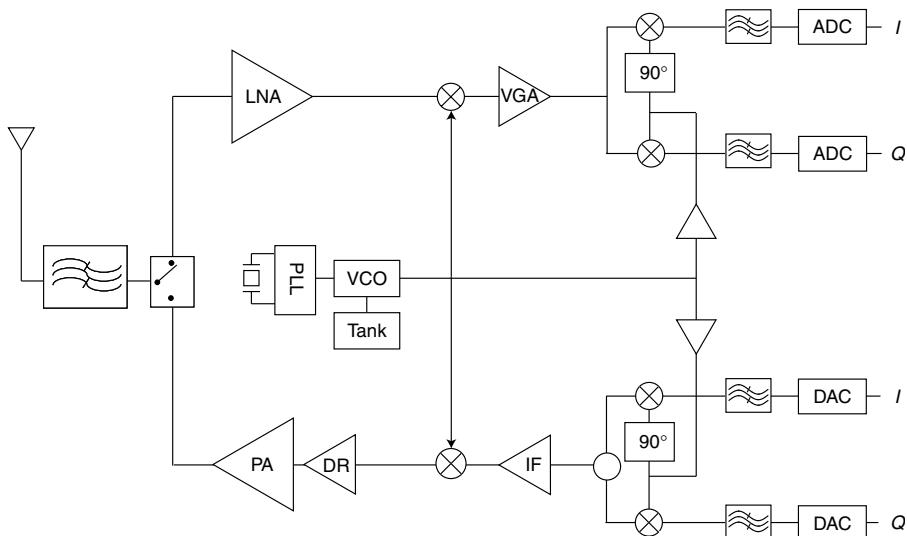 ADC I
LNA
90°
VGA
ADC Q
PLL
VCO
Tank
DAC I
90°
PA
DR
IF
DAC Q